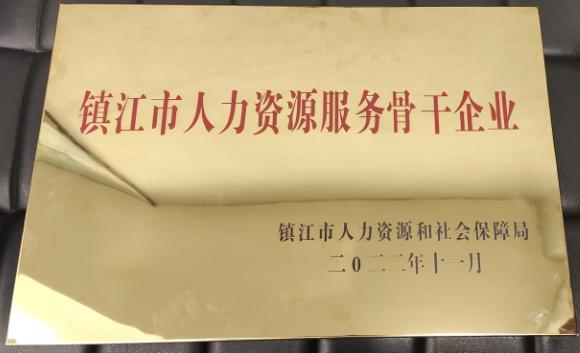 镇江市人力资源服务骨干企业
镇江市人力资源和社会保障局
二0二二年十一月